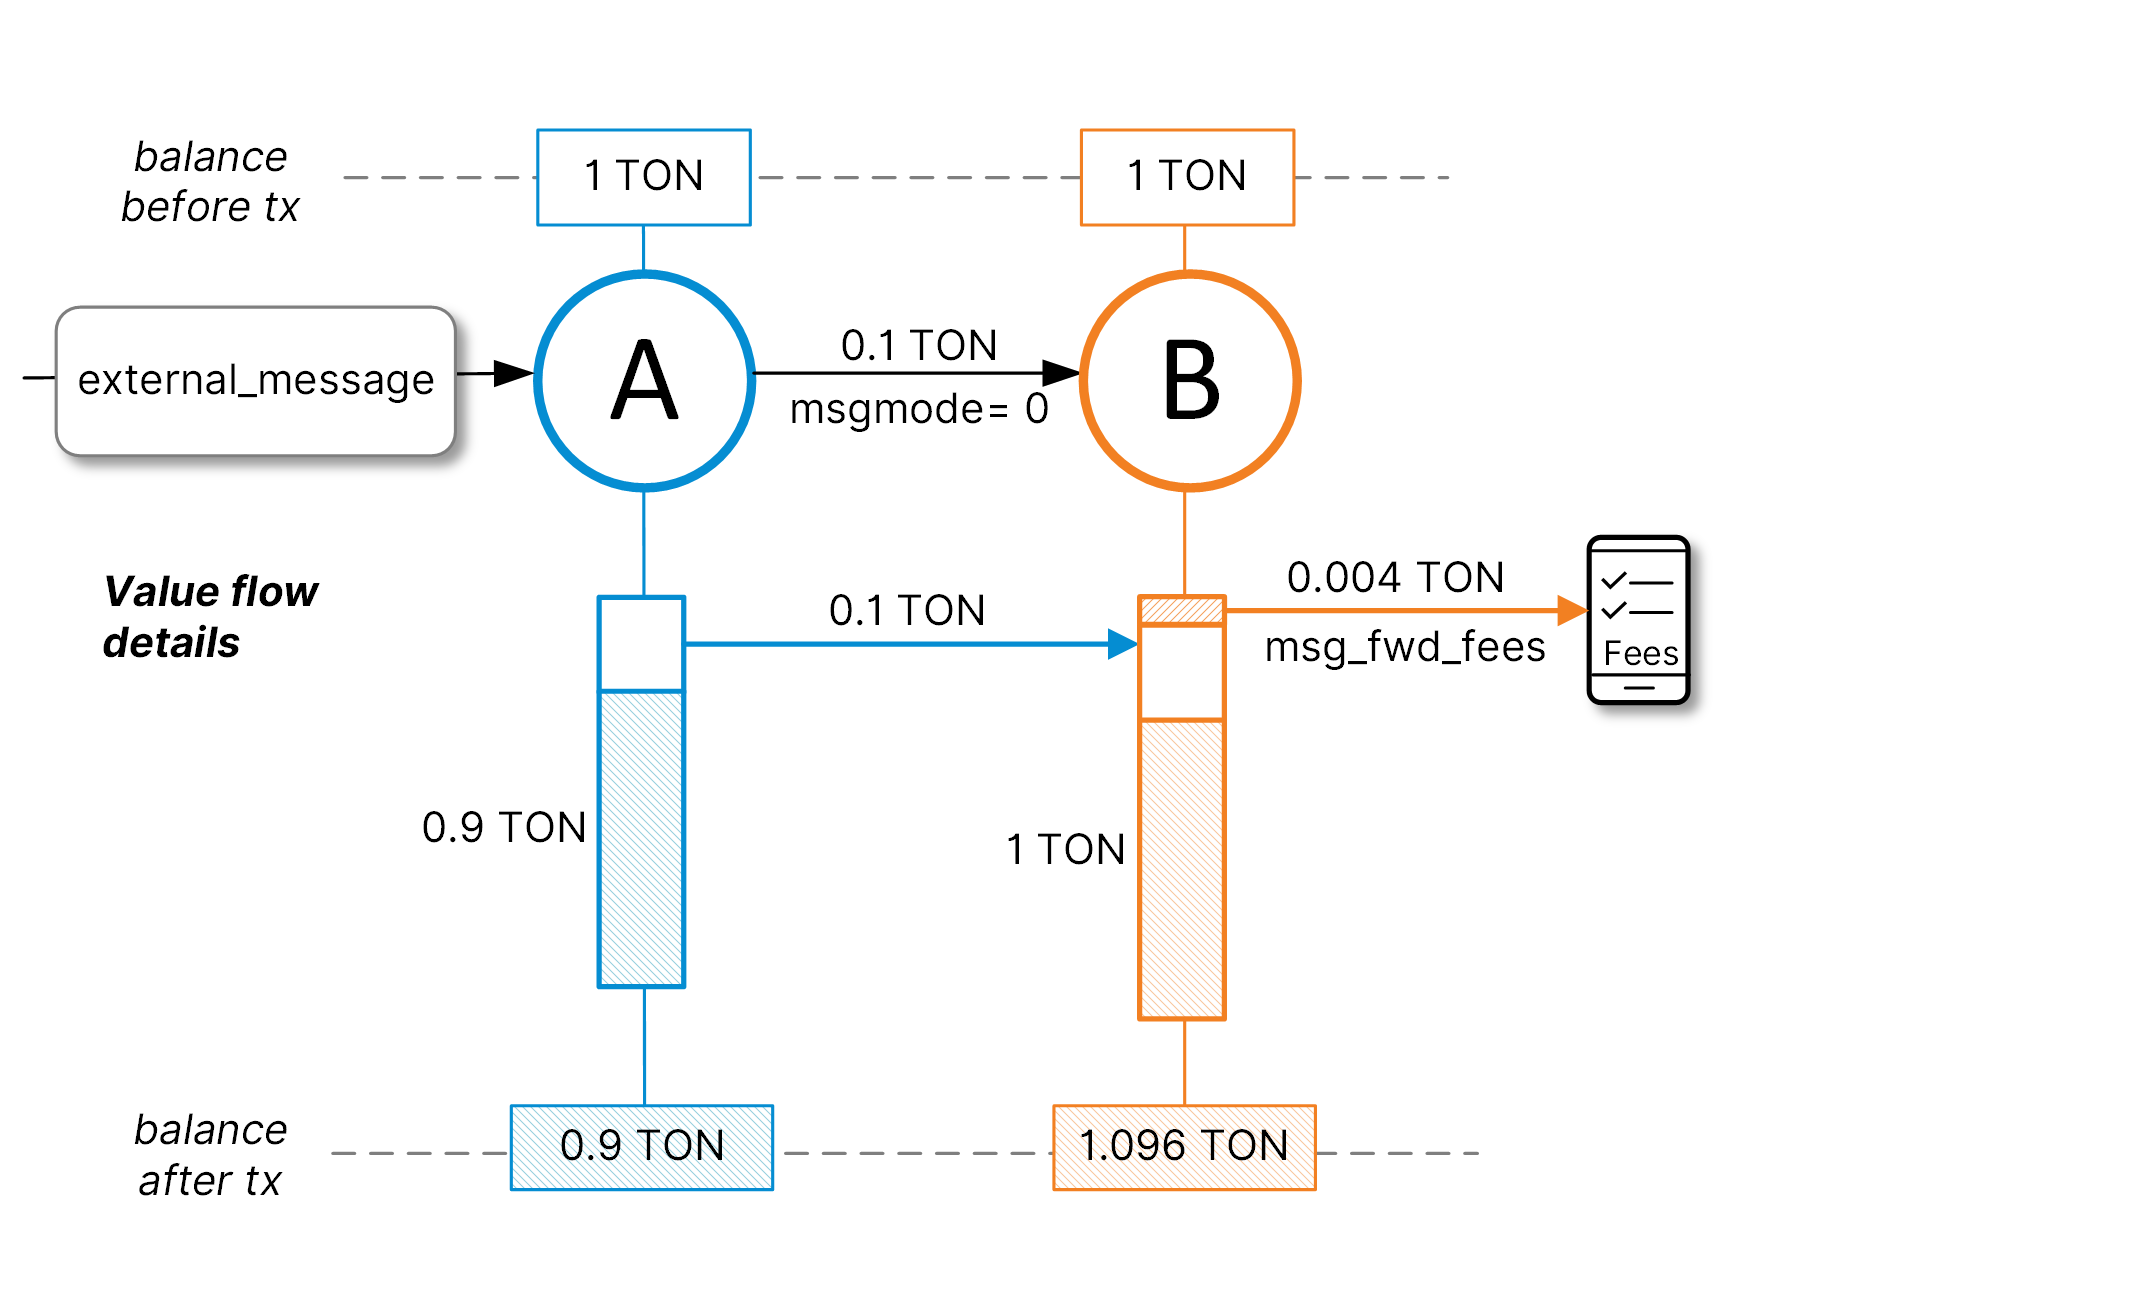 balance
before tx
1 TON
1 TON
external_message
A
0.1 TON
msgmode= 0
B
Value flow
details
0.1 TON
0.004 TON
msg_fwd_fees
Fees
0.9 TON
1 TON
balance
after tx
0.9 TON
1.096 TON